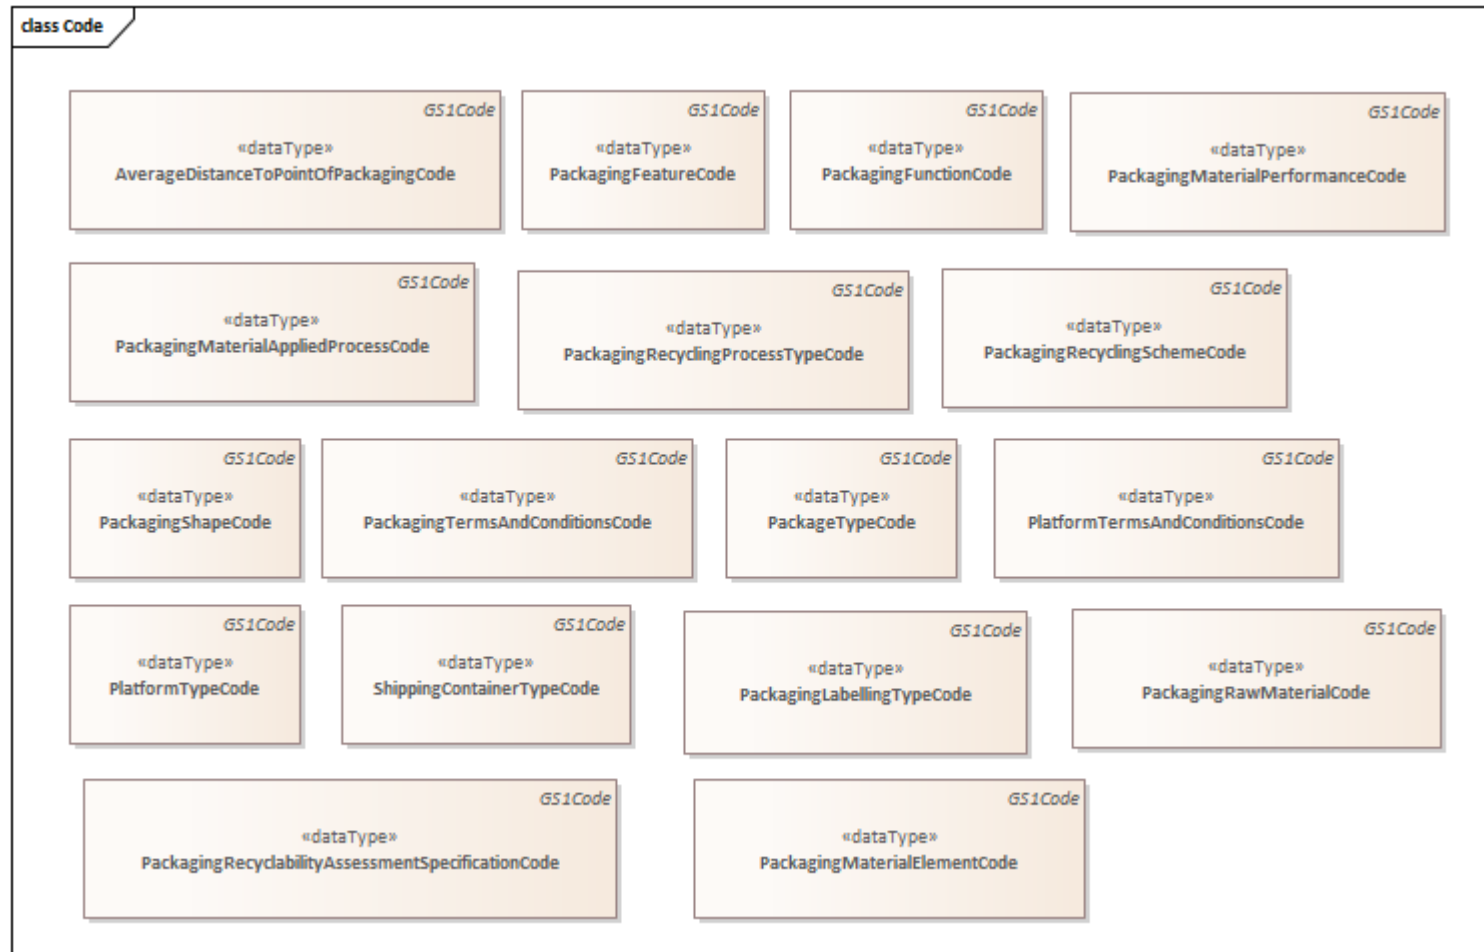 class Code
GS1Code
«dataType»
AverageDistanceToPointOfPackagingCode
GS1Code
«dataType»
PackagingFeatureCode
GS1Code
«dataType»
PackagingFunctionCode
GS1Code
«dataType»
PackagingMaterialPerformanceCode
GS1Code
«dataType»
PackagingMaterialAppliedProcessCode
GS1Code
«dataType»
PackagingRecyclingProcessTypeCode
GS1Code
«dataType»
PackagingRecyclingSchemeCode
GS1Code
«dataType»
PackagingShapeCode
GS1Code
«dataType»
PackagingTermsAndConditionsCode
GS1Code
«dataType»
PackageTypeCode
GS1Code
«dataType»
PlatformTermsAndConditionsCode
GS1Code
«dataType»
PlatformTypeCode
GS1Code
«dataType»
ShippingContainerTypeCode
GS1Code
«dataType»
PackagingLabellingTypeCode
GS1Code
«dataType»
PackagingRawMaterialCode
GS1Code
«dataType»
PackagingRecyclabilityAssessmentSpecificationCode
GS1Code
«dataType»
PackagingMaterialElementCode